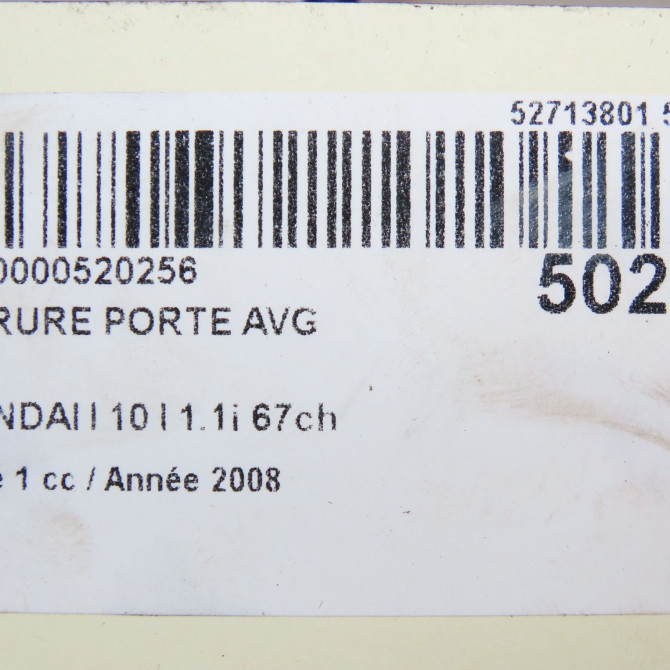 52713801 5
0000520256
502
RURE PORTE AVG
NDAI I 10 I 1.1i 67ch
e 1 cc / Année 2008